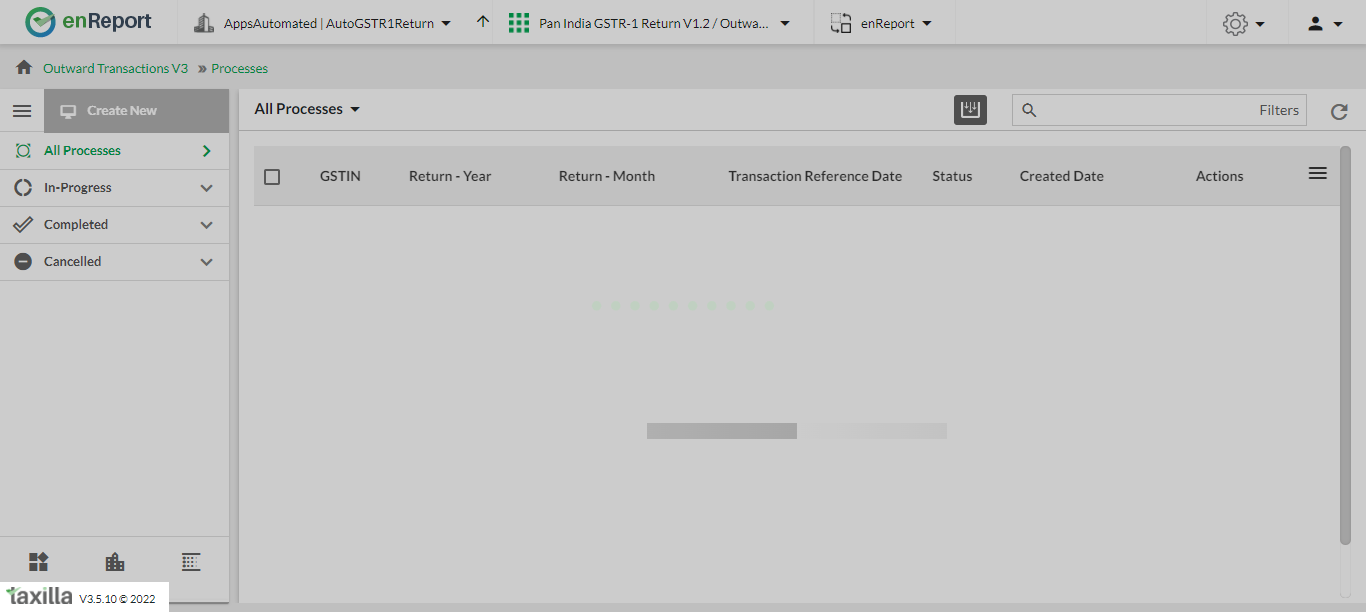 enReport
AppsAutomated | AutoGSTR1Return
Pan India GSTR-1 Return V1.2 / Outwa...
enReport
Outward Transactions V3 » Processes
Create New
All Processes
Filters
All Processes
In-Progress
Completed
Cancelled
GSTIN Return - Year Return - Month Transaction Reference Date Status Created Date Actions
taxilla V3.5.10 © 2022